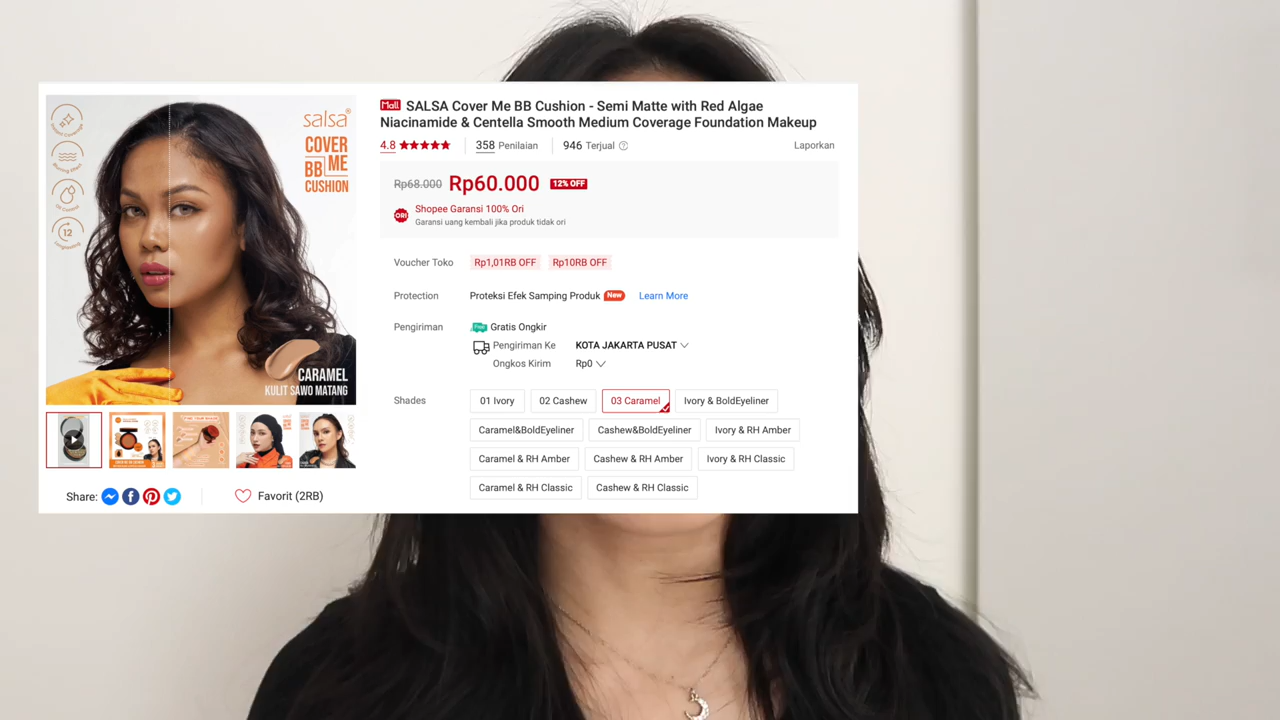 salsa®
COVER
ME
BB
CUSHION
12
CARAMEL
KULIT SAWO MATANG
Share:
Favorit (2RB)
Mall SALSA Cover Me BB Cushion - Semi Matte with Red Algae
Niacinamide & Centella Smooth Medium Coverage Foundation Makeup
4.8 358 Penilaian 946 Terjual ? Laporkan
Rp68.000 Rp60.000 12% OFF
ORI Shopee Garansi 100% Ori
Garansi uang kembali jika produk tidak ori
Voucher Toko Rp1,01RB OFF Rp10RB OFF
Protection Proteksi Efek Samping Produk New Learn More
Pengiriman Free Gratis Ongkir
Pengiriman Ke KOTA JAKARTA PUSAT
Ongkos Kirim Rp0
Shades 01 Ivory 02 Cashew 03 Caramel Ivory & BoldEyeliner
Caramel&BoldEyeliner Cashew&BoldEyeliner Ivory & RH Amber
Caramel & RH Amber Cashew & RH Amber Ivory & RH Classic
Caramel & RH Classic Cashew & RH Classic